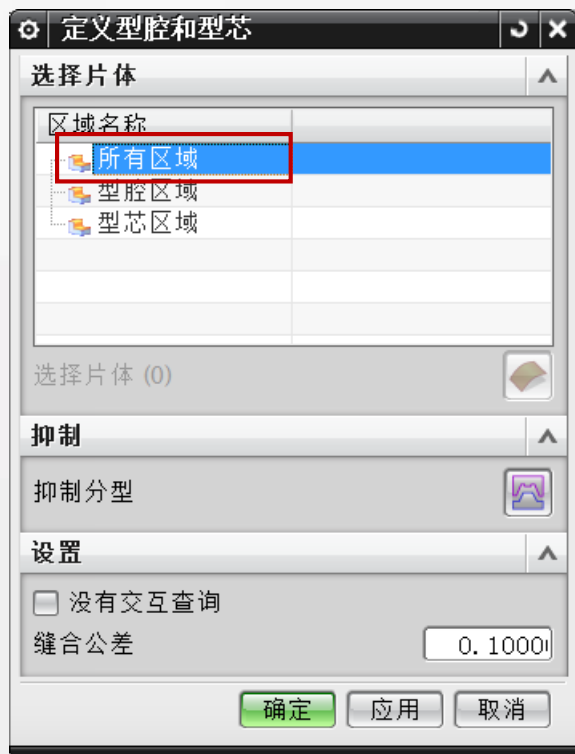 定义型腔和型芯
选择片体
区域名称
所有区域
型腔区域
型芯区域
选择片体 (0)
抑制
抑制分型
设置
没有交互查询
缝合公差 0.1000
确定 应用 取消